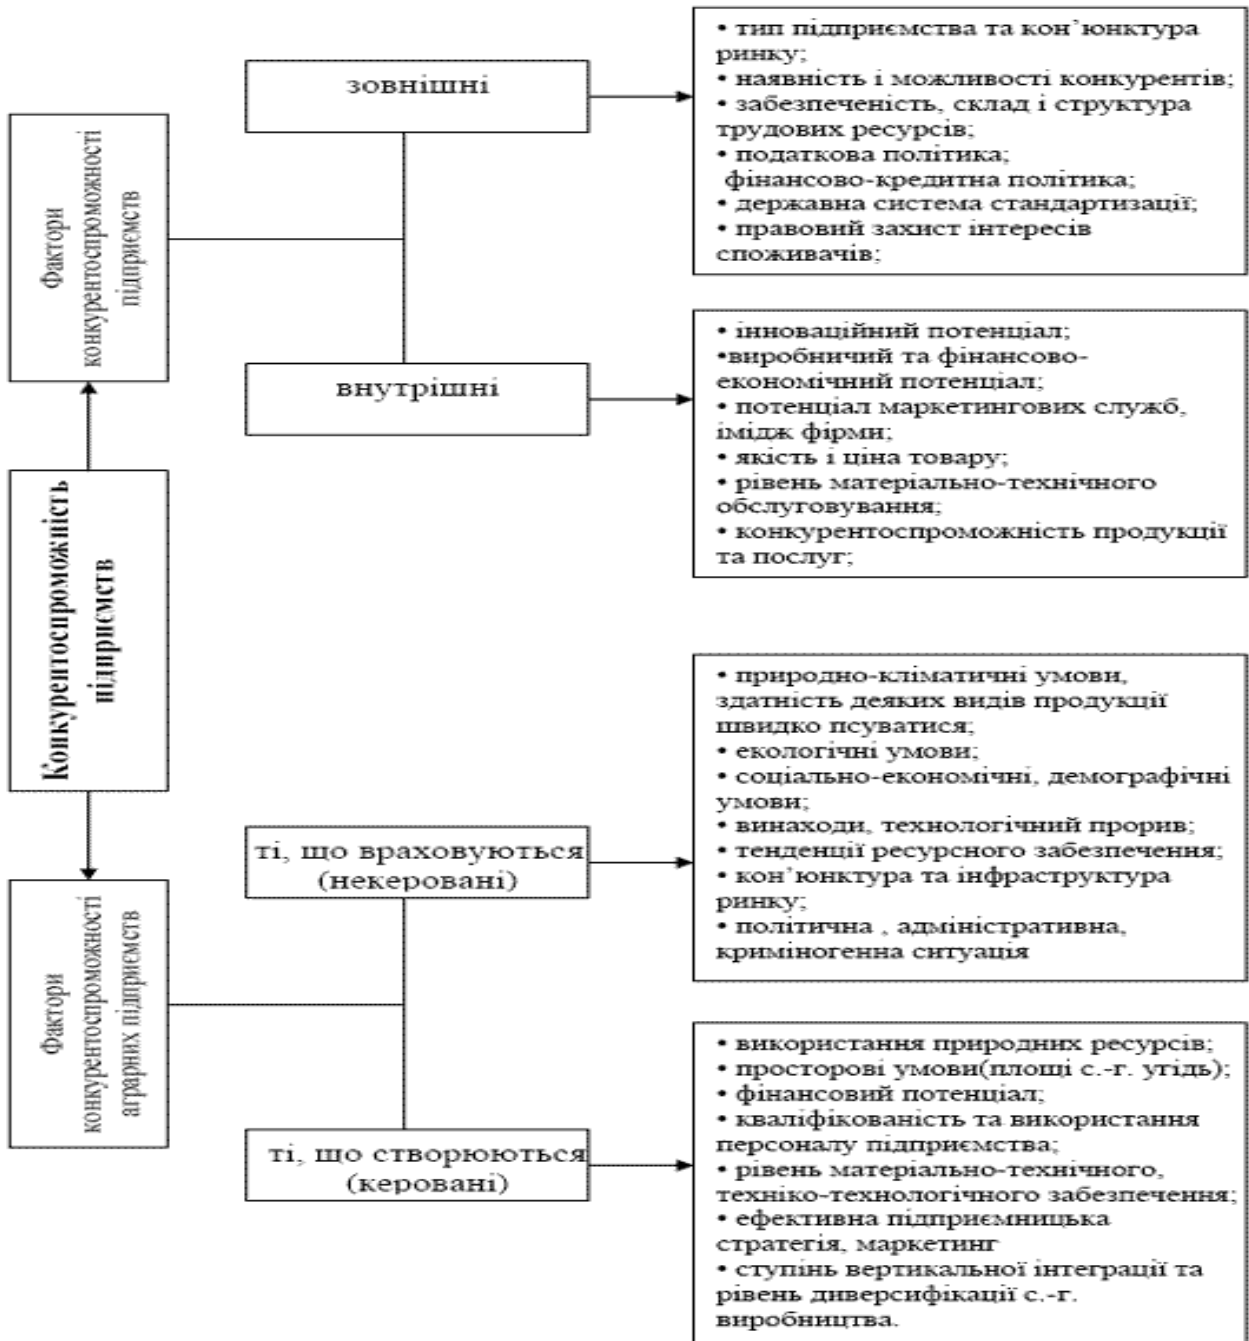 Фактори
конкурентоспроможності
підприємств
зовнішні
• тип підприємства та кон’юнктура
ринку;
• наявність і можливості конкурентів;
• забезпеченість, склад і структура
трудових ресурсів;
• податкова політика;
фінансово-кредитна політика;
• державна система стандартизації;
• правовий захист інтересів
споживачів;
внутрішні
• інноваційний потенціал;
•виробничий та фінансово-
економічний потенціал;
• потенціал маркетингових служб,
імідж фірми;
• якість і ціна товару;
• рівень матеріально-технічного
обслуговування;
• конкурентоспроможність продукції
та послуг;
Конкурентоспроможність
підприємств
Фактори
конкурентоспроможності
аграрних підприємств
ті, що враховуються
(некеровані)
• природно-кліматичні умови,
здатність деяких видів продукції
швидко псуватися;
• екологічні умови;
• соціально-економічні, демографічні
умови;
• винаходи, технологічний прорив;
• тенденції ресурсного забезпечення;
• кон’юнктура та інфраструктура
ринку;
• політична , адміністративна,
криміногенна ситуація
ті, що створюються
(керовані)
• використання природних ресурсів;
• просторові умови(площі с.-г. угідь);
• фінансовий потенціал;
• кваліфікованість та використання
персоналу підприємства;
• рівень матеріально-технічного,
техніко-технологічного забезпечення;
• ефективна підприємницька
стратегія, маркетинг
• ступінь вертикальної інтеграції та
рівень диверсифікації с.-г.
виробництва.